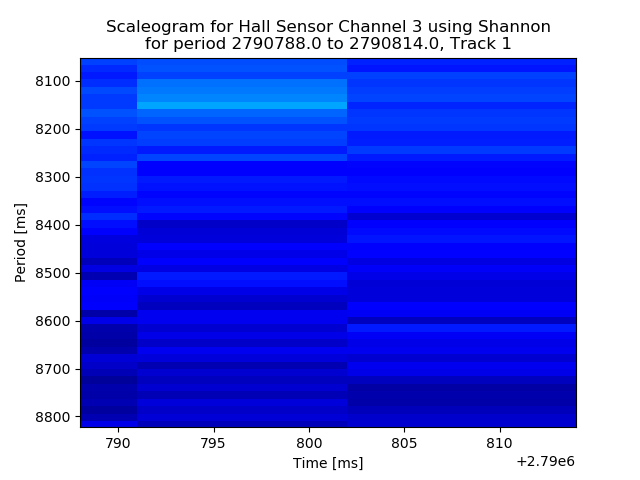 Scaleogram for Hall Sensor Channel 3 using Shannon
for period 2790788.0 to 2790814.0, Track 1
8100
8200
8300
8400
8500
8600
8700
8800
Period [ms]
790 795 800 805 810
Time [ms]
+2.79e6